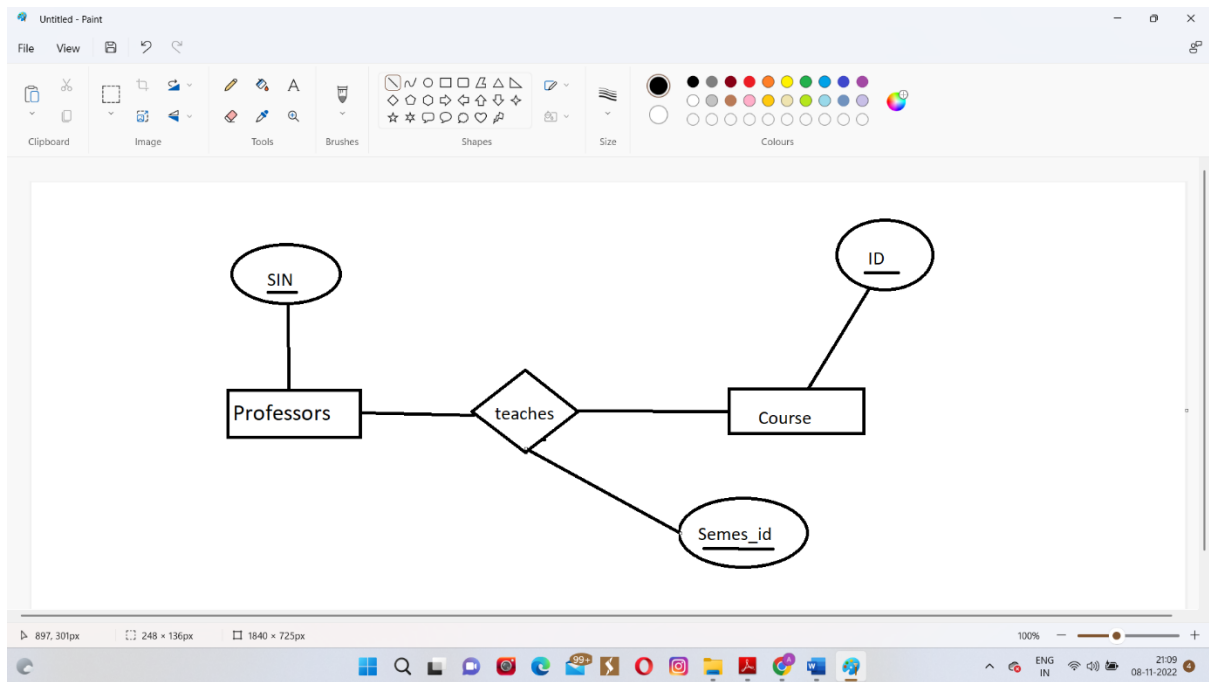 Untitled - Paint
File View
Clipboard Image Tools Brushes Shapes Size Colours
SIN
ID
Professors
teaches
Course
Semes_id
897, 301px 248 × 136px 1840 × 725px 100%
99+
ENG
IN
21:09
08-11-2022
4